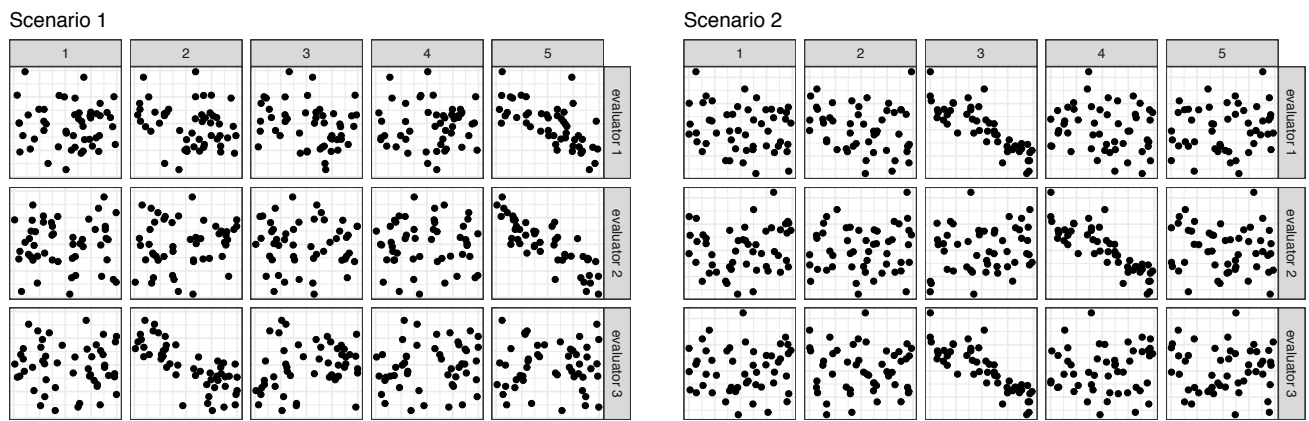 Scenario 1
1 2 3 4 5
evaluator 1
evaluator 2
evaluator 3
Scenario 2
1 2 3 4 5
evaluator 1
evaluator 2
evaluator 3